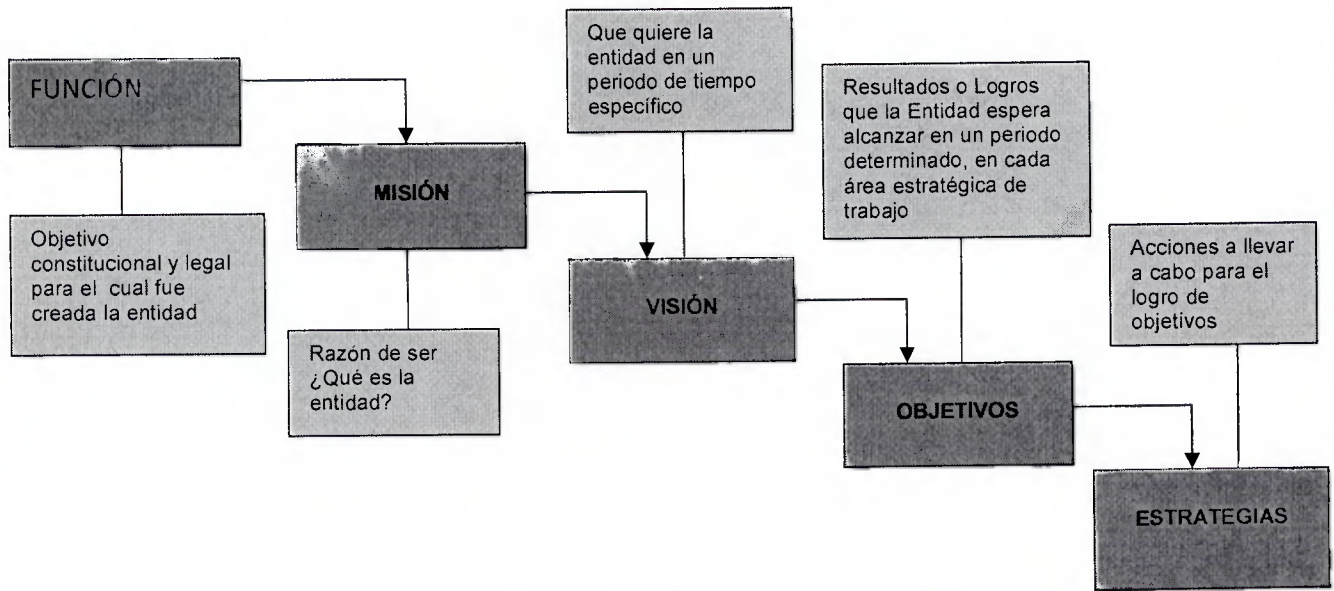 FUNCIÓN
Objetivo
constitucional y legal
para el cual fue
creada la entidad
MISIÓN
Razón de ser
¿Qué es la
entidad?
Que quiere la
entidad en un
periodo de tiempo
específico
VISIÓN
Resultados o Logros
que la Entidad espera
alcanzar en un periodo
determinado, en cada
área estratégica de
trabajo
OBJETIVOS
Acciones a llevar
a cabo para el
logro de
objetivos
ESTRATEGIAS